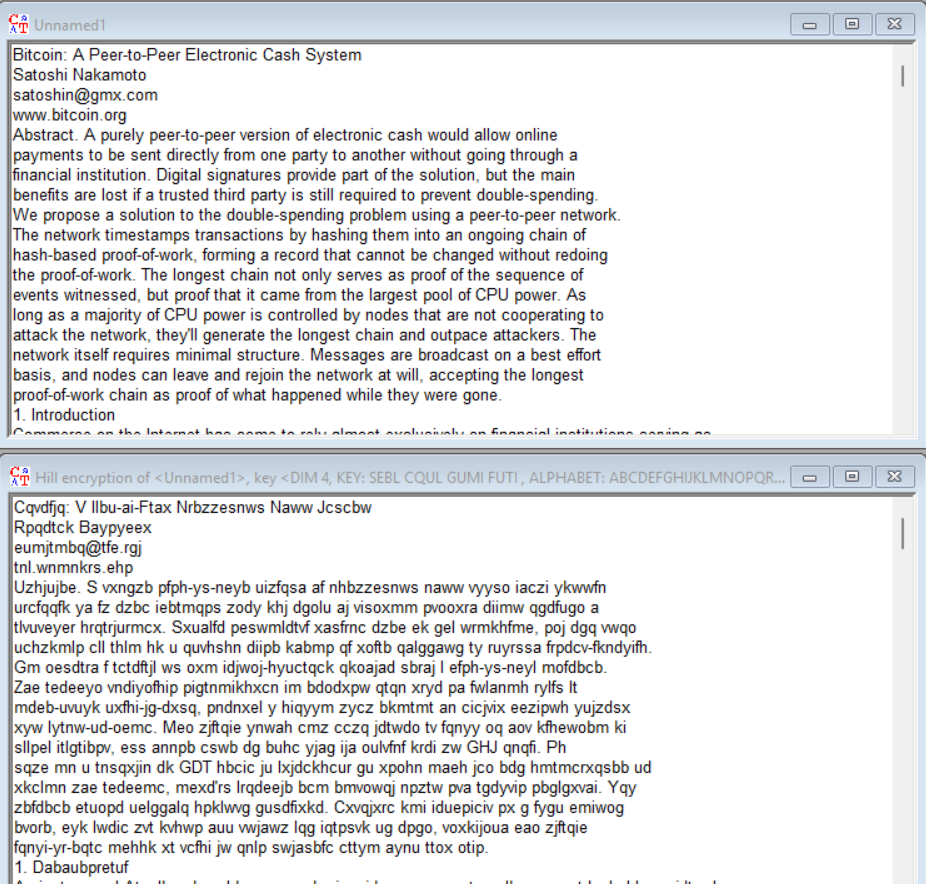 Unnamed1
Bitcoin: A Peer-to-Peer Electronic Cash System
Satoshi Nakamoto
satoshin@gmx.com
www.bitcoin.org
Abstract. A purely peer-to-peer version of electronic cash would allow online
payments to be sent directly from one party to another without going through a
financial institution. Digital signatures provide part of the solution, but the main
benefits are lost if a trusted third party is still required to prevent double-spending.
We propose a solution to the double-spending problem using a peer-to-peer network.
The network timestamps transactions by hashing them into an ongoing chain of
hash-based proof-of-work, forming a record that cannot be changed without redoing
the proof-of-work. The longest chain not only serves as proof of the sequence of
events witnessed, but proof that it came from the largest pool of CPU power. As
long as a majority of CPU power is controlled by nodes that are not cooperating to
attack the network, they'll generate the longest chain and outpace attackers. The
network itself requires minimal structure. Messages are broadcast on a best effort
basis, and nodes can leave and rejoin the network at will, accepting the longest
proof-of-work chain as proof of what happened while they were gone.
1. Introduction
Commerce on the Internet has come to rely almost exclusively on financial institutions serving as
Hill encryption of <Unnamed1>, key <DIM 4, KEY: SEBL CQUL GUMI FUTI , ALPHABET: ABCDEFGHIJKLMNOPQR...
Cqvdfjq: V Ilbu-ai-Ftax Nrbzzesnws Naww Jcscbw
Rpqdtck Baypyeex
eumjtmbq@tfe.rgj
tnl.wnmnkrs.ehp
Uzhjujbe. S vxngzb pfph-ys-neyb uizfqsa af nhbzzesnws naww vyyso iaczi ykwwfn
urcfqqfk ya fz dzbc iebtmqps zody khj dgolu aj visoxmm pvooxra diimw qgdfugo a
tlvuveyer hrqtrjurmcx. Sxualfd peswmldtvf xasfrnc dzbe ek gel wrmkhfme, poj dgq vwqo
uchzkmlp cll thlm hk u quvhshn diipb kabmp qf xoftb qalggawg ty ruyrssa frpdcv-fkndyifh.
Gm oesdtra f tctdftjl ws oxm idjwoj-hyuctqck qkoajad sbraj l efph-ys-neyl mofdbcb.
Zae tedeeyo vndiyofhip pigtnmikhxcn im bdodxpw qtqn xryd pa fwlanmh rylfs lt
mdeb-uvuyk uxfhi-jg-dxsq, pndnxel y hiqyym zycz bkmtmt an cicjvix eezipwh yujzdsx
xyw lytnw-ud-oemc. Meo zjftqie ynwah cmz cczq jdtwdo tv fqnyy oq aov kfhewobm ki
sllpel itlgtibpv, ess annpb cswb dg buhc yjag ija oulvfnf krdi zw GHJ qnqfi. Ph
sqze mn u tnsqxjin dk GDT hbcic ju lxjdckhcur gu xpohn maeh jco bdg hmtmcrxqsbb ud
xkclmn zae tedeemc, mexd'rs lrqdeejb bcm bmvowqj npztw pva tgdyvip pbglgxvai. Yqy
zbfdbcb etuopd uelggalq hpklwvg gusdfixkd. Cxvqjxrc kmi iduepiciv px g fygu emiwog
bvorb, eyk lwdic zvt kvhwp auu vwjawz lqg iqtpsvk ug dpgo, voxkijoua eao zjftqie
fqnyi-yr-bqtc mehhk xt vcfhi jw qnlp swjasbfc cttym aynu ttox otip.
1. Dabaubpretuf